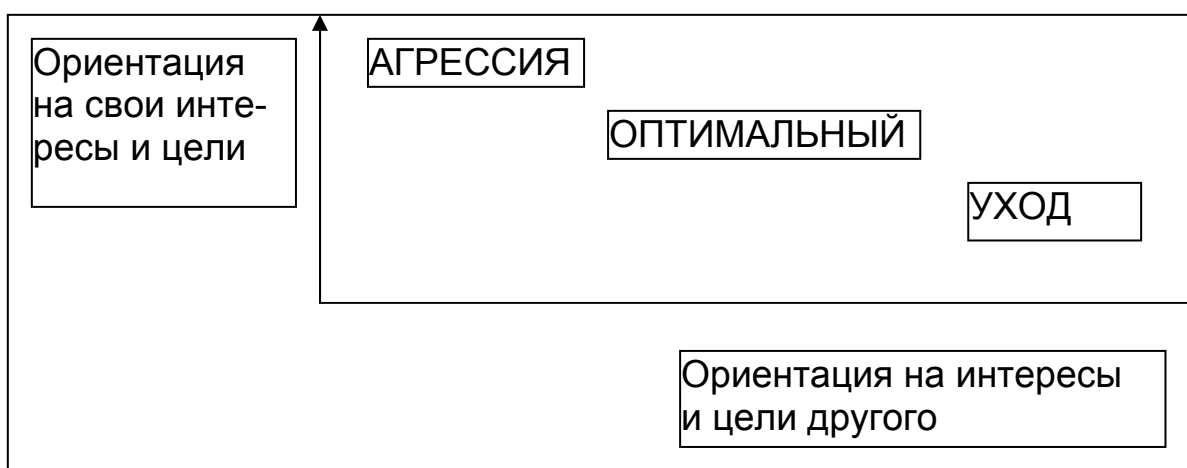 Ориентация
на свои инте-
ресы и цели
АГРЕССИЯ
ОПТИМАЛЬНЫЙ
УХОД
Ориентация на интересы
и цели другого